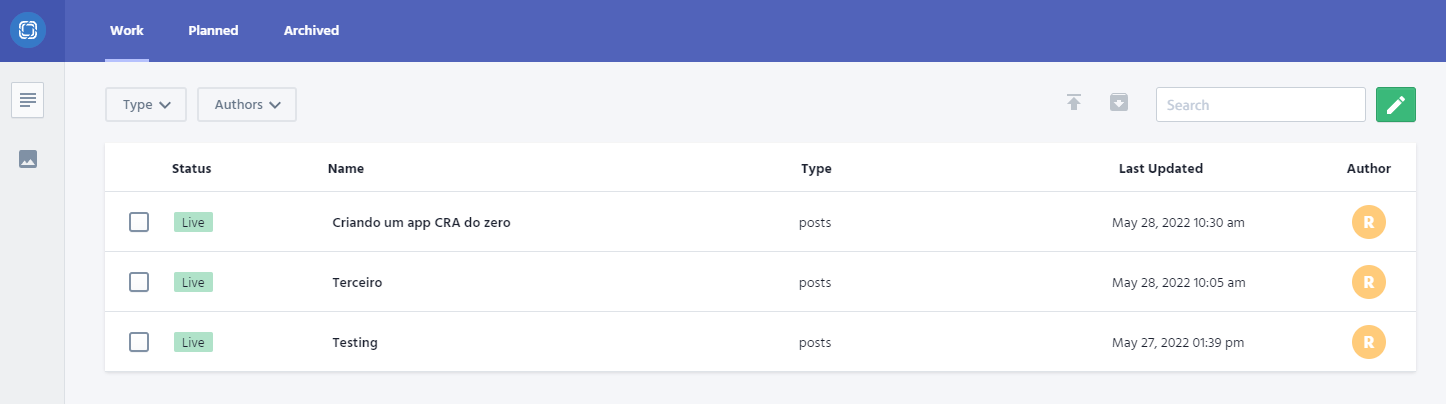 Work Planned Archived
Type Authors Search
Status Name Type Last Updated Author
Live Criando um app CRA do zero posts May 28, 2022 10:30 am R
Live Terceiro posts May 28, 2022 10:05 am R
Live Testing posts May 27, 2022 01:39 pm R